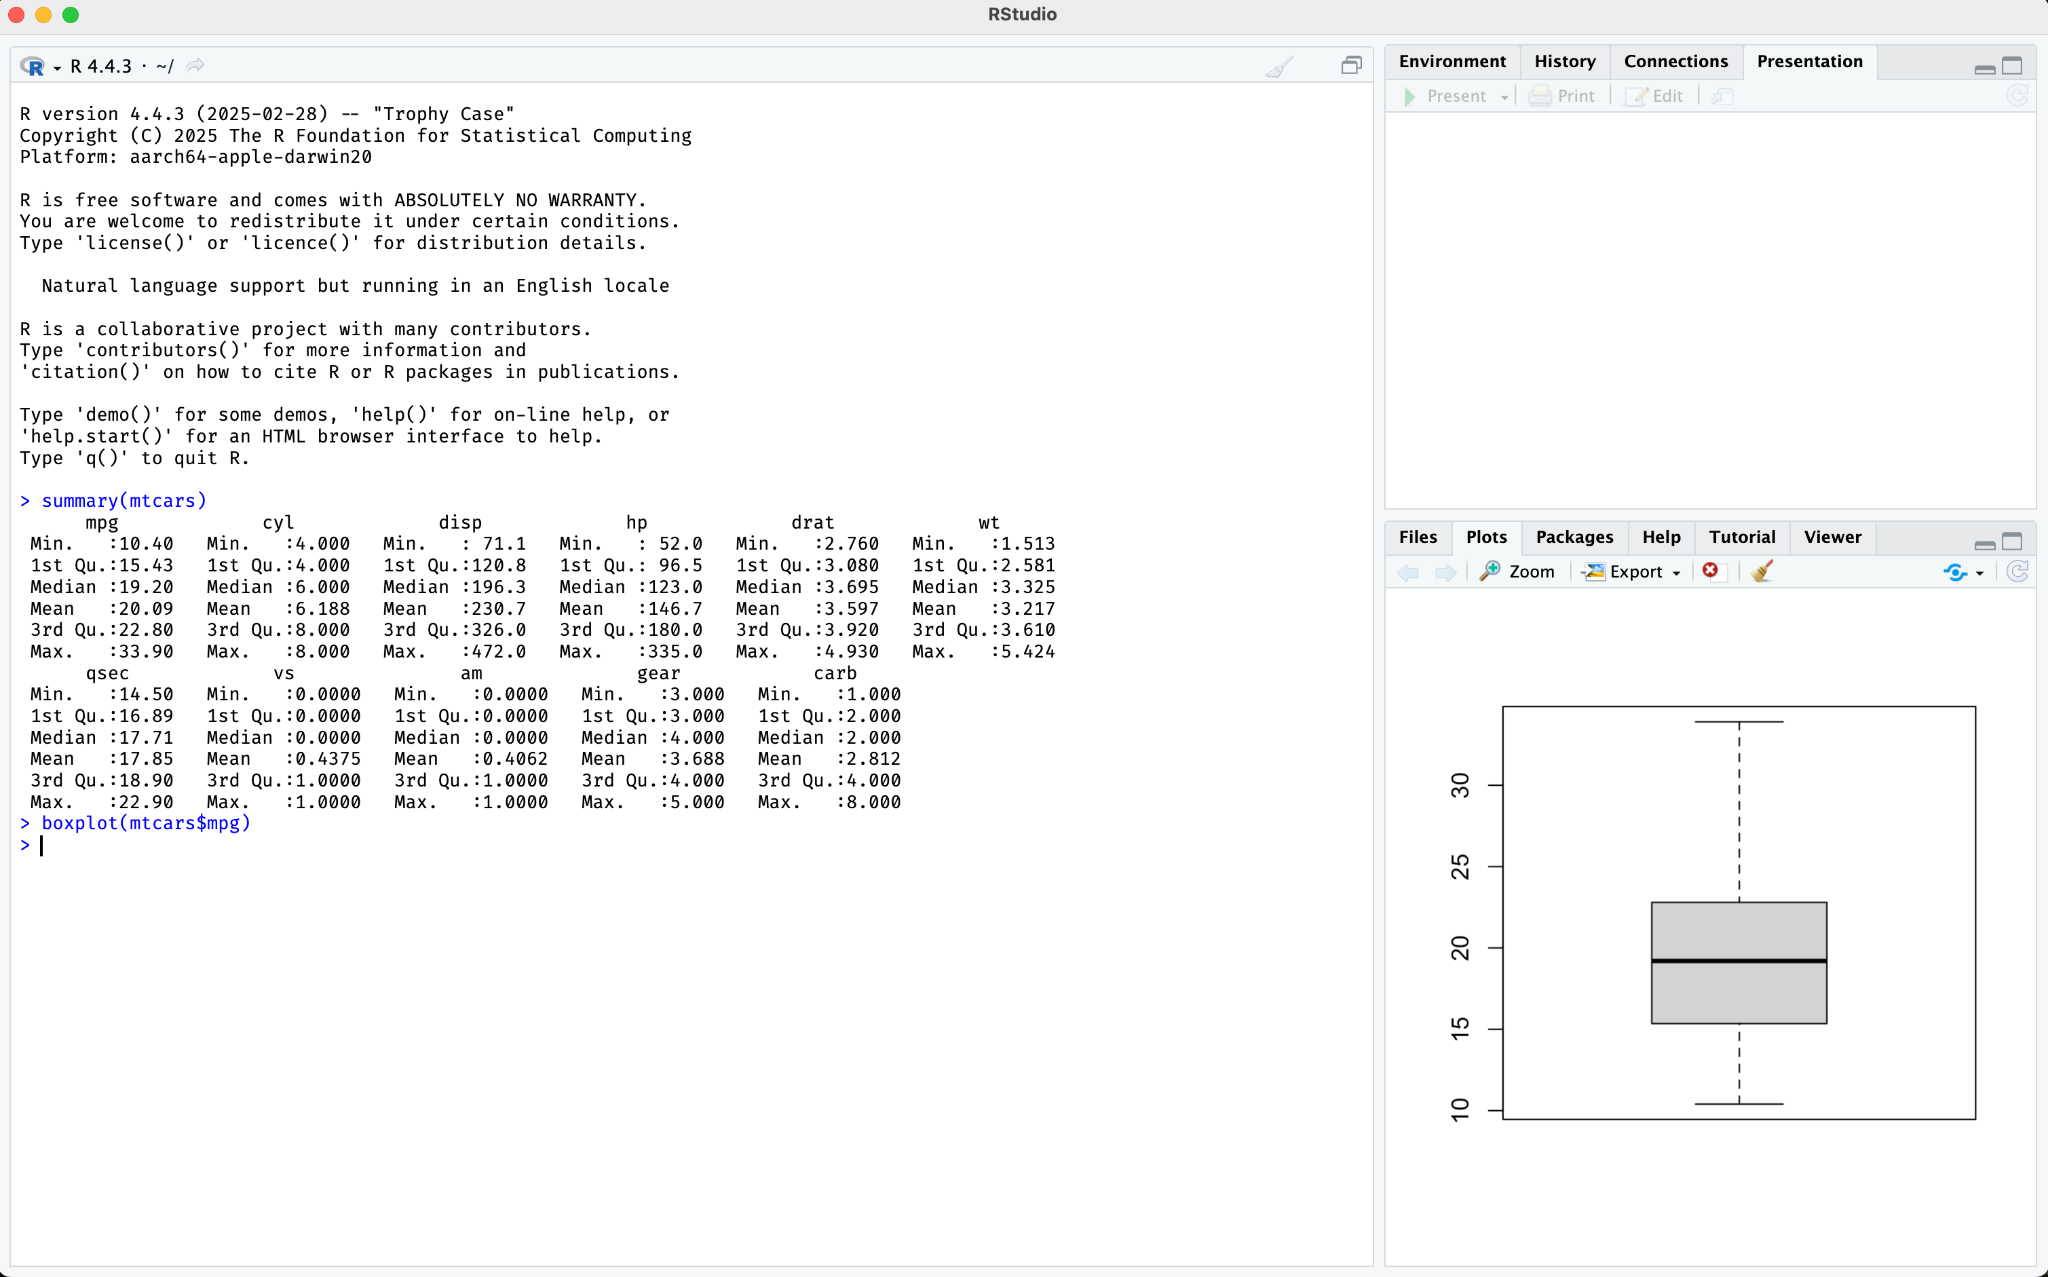 RStudio
R 4.4.3 · ~/
R version 4.4.3 (2025-02-28) -- "Trophy Case"
Copyright (C) 2025 The R Foundation for Statistical Computing
Platform: aarch64-apple-darwin20
R is free software and comes with ABSOLUTELY NO WARRANTY.
You are welcome to redistribute it under certain conditions.
Type 'license()' or 'licence()' for distribution details.
  Natural language support but running in an English locale
R is a collaborative project with many contributors.
Type 'contributors()' for more information and
'citation()' on how to cite R or R packages in publications.
Type 'demo()' for some demos, 'help()' for on-line help, or
'help.start()' for an HTML browser interface to help.
Type 'q()' to quit R.
> summary(mtcars)
      mpg             cyl             disp             hp             drat             wt
 Min.   :10.40   Min.   :4.000   Min.   : 71.1   Min.   : 52.0   Min.   :2.760   Min.   :1.513
 1st Qu.:15.43   1st Qu.:4.000   1st Qu.:120.8   1st Qu.: 96.5   1st Qu.:3.080   1st Qu.:2.581
 Median :19.20   Median :6.000   Median :196.3   Median :123.0   Median :3.695   Median :3.325
 Mean   :20.09   Mean   :6.188   Mean   :230.7   Mean   :146.7   Mean   :3.597   Mean   :3.217
 3rd Qu.:22.80   3rd Qu.:8.000   3rd Qu.:326.0   3rd Qu.:180.0   3rd Qu.:3.920   3rd Qu.:3.610
 Max.   :33.90   Max.   :8.000   Max.   :472.0   Max.   :335.0   Max.   :4.930   Max.   :5.424
      qsec             vs               am              gear            carb
 Min.   :14.50   Min.   :0.0000   Min.   :0.0000   Min.   :3.000   Min.   :1.000
 1st Qu.:16.89   1st Qu.:0.0000   1st Qu.:0.0000   1st Qu.:3.000   1st Qu.:2.000
 Median :17.71   Median :0.0000   Median :0.0000   Median :4.000   Median :2.000
 Mean   :17.85   Mean   :0.4375   Mean   :0.4062   Mean   :3.688   Mean   :2.812
 3rd Qu.:18.90   3rd Qu.:1.0000   3rd Qu.:1.0000   3rd Qu.:4.000   3rd Qu.:4.000
 Max.   :22.90   Max.   :1.0000   Max.   :1.0000   Max.   :5.000   Max.   :8.000
> boxplot(mtcars$mpg)
>
Environment History Connections Presentation
Present Print Edit
Files Plots Packages Help Tutorial Viewer
Zoom Export
30
25
20
15
10